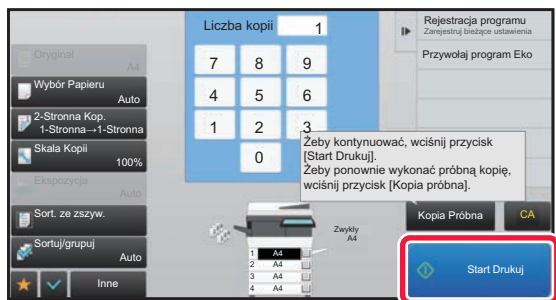 Liczba kopii 1
Rejestracja programu
Zarejestruj bieżące ustawienia
Przywołaj program Eko
Oryginał
A4
Wybór Papieru
Auto
2-Stronna Kop.
1-Stronna→1-Stronna
Skala Kopii
100%
Ekspozycja
Auto
Sort. ze zszyw.
Sortuj/grupuj
Auto
Inne
7 8 9
4 5 6
1 2 3
0
Żeby kontynuować, wciśnij przycisk
[Start Drukuj].
Żeby ponownie wykonać próbną kopię,
wciśnij przycisk [Kopia próbna].
Zwykły
A4
1 A4
2 A4
3 A4
4 A4
Kopia Próbna
CA
Start Drukuj